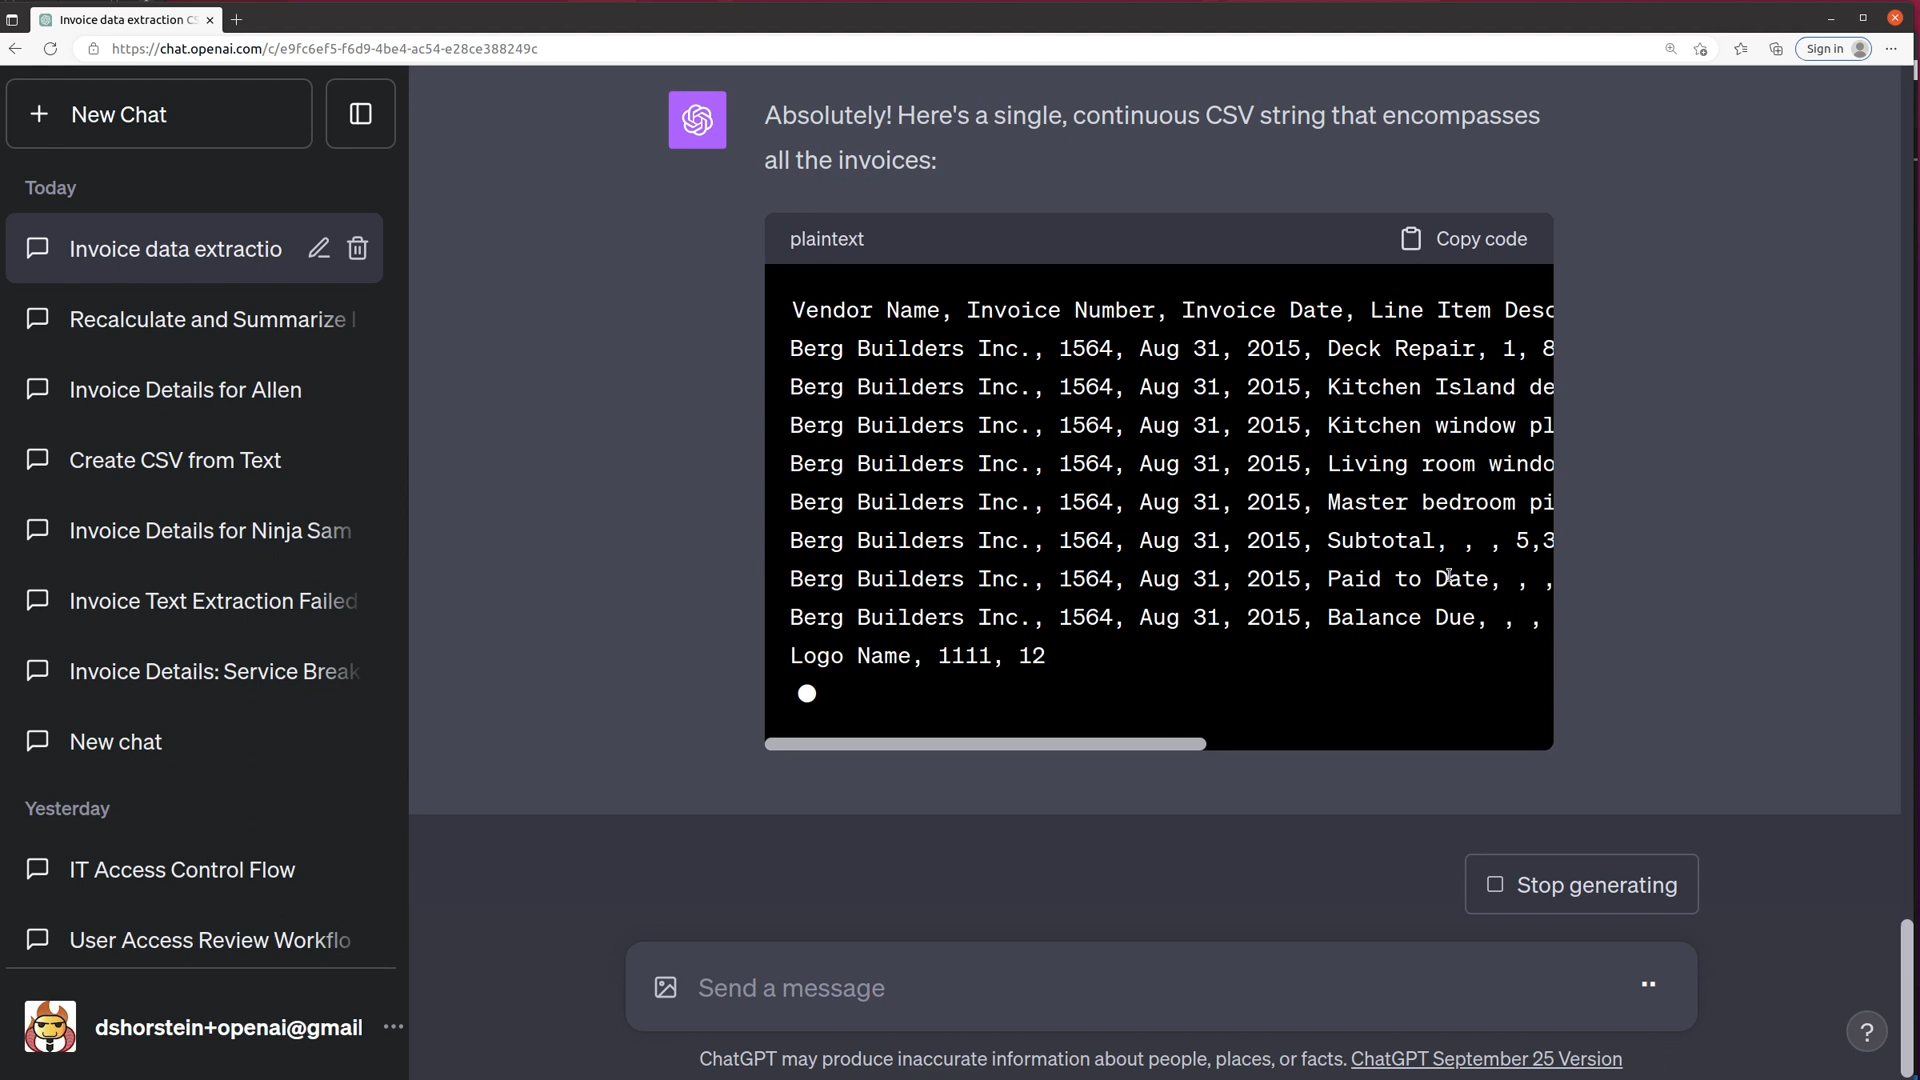 Invoice data extraction CS
https://chat.openai.com/c/e9fc6ef5-f6d9-4be4-ac54-e28ce388249c
Sign in
New Chat
Today
Invoice data extractio
Recalculate and Summarize I
Invoice Details for Allen
Create CSV from Text
Invoice Details for Ninja Sam
Invoice Text Extraction Failed
Invoice Details: Service Break
New chat
Yesterday
IT Access Control Flow
User Access Review Workflo
dshorstein+openai@gmail
Absolutely! Here's a single, continuous CSV string that encompasses
all the invoices:
plaintext
Copy code
Vendor Name, Invoice Number, Invoice Date, Line Item Desc
Berg Builders Inc., 1564, Aug 31, 2015, Deck Repair, 1, 8
Berg Builders Inc., 1564, Aug 31, 2015, Kitchen Island de
Berg Builders Inc., 1564, Aug 31, 2015, Kitchen window pl
Berg Builders Inc., 1564, Aug 31, 2015, Living room windo
Berg Builders Inc., 1564, Aug 31, 2015, Master bedroom pi
Berg Builders Inc., 1564, Aug 31, 2015, Subtotal, , , 5,3
Berg Builders Inc., 1564, Aug 31, 2015, Paid to Date, , ,
Berg Builders Inc., 1564, Aug 31, 2015, Balance Due, , ,
Logo Name, 1111, 12
Stop generating
Send a message
ChatGPT may produce inaccurate information about people, places, or facts. ChatGPT September 25 Version
?